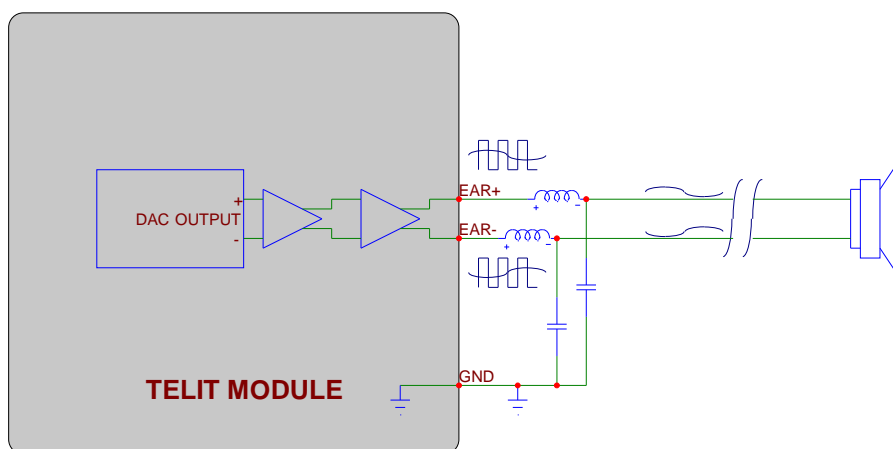 EAR+
+
DAC OUTPUT
-
EAR-
+
-
+
-
GND
TELIT MODULE